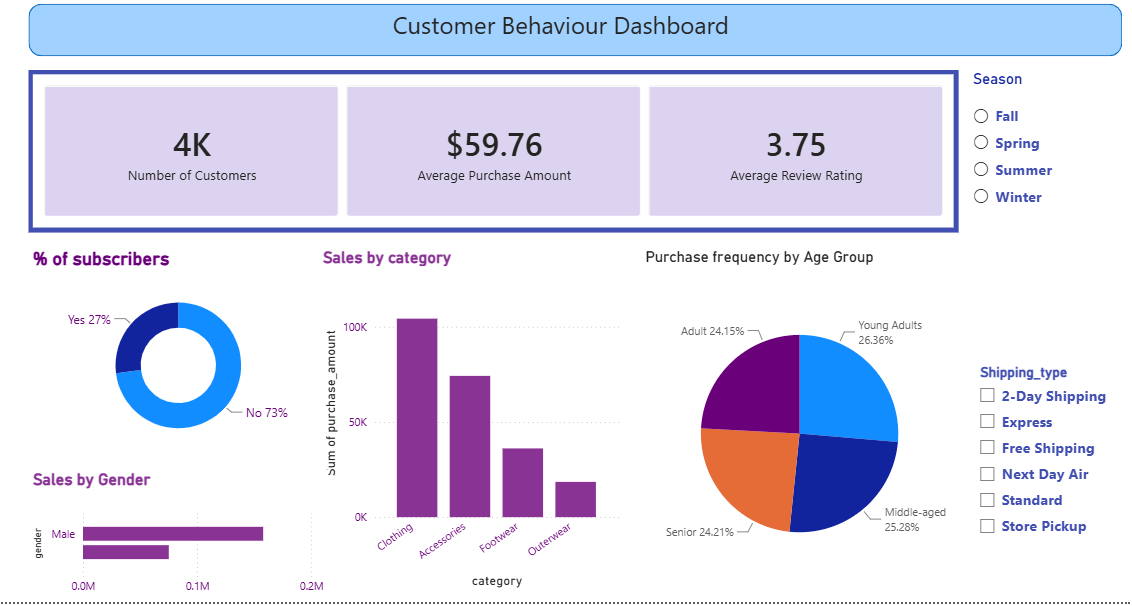 Customer Behaviour Dashboard
4K
Number of Customers
$59.76
Average Purchase Amount
3.75
Average Review Rating
Season
Fall
Spring
Summer
Winter
% of subscribers
Yes 27%
No 73%
Sales by category
Sum of purchase_amount
100K
50K
0K
Clothing
Accessories
Footwear
Outerwear
category
Purchase frequency by Age Group
Adult 24.15%
Young Adults
26.36%
Senior 24.21%
Middle-aged
25.28%
Shipping_type
2-Day Shipping
Express
Free Shipping
Next Day Air
Standard
Store Pickup
Sales by Gender
gender
Male
0.0M
0.1M
0.2M